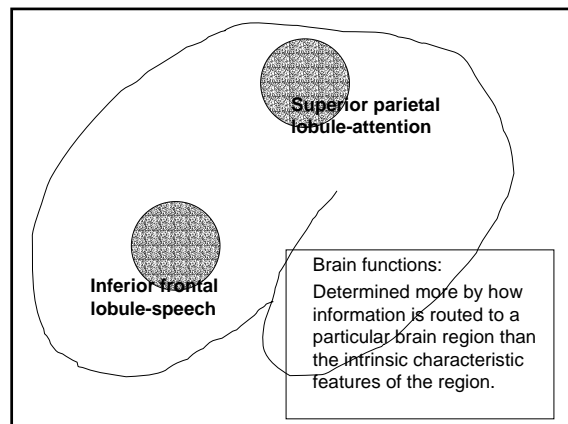 Superior parietal
lobule-attention
Inferior frontal
lobule-speech
Brain functions:
Determined more by how
information is routed to a
particular brain region than
the intrinsic characteristic
features of the region.